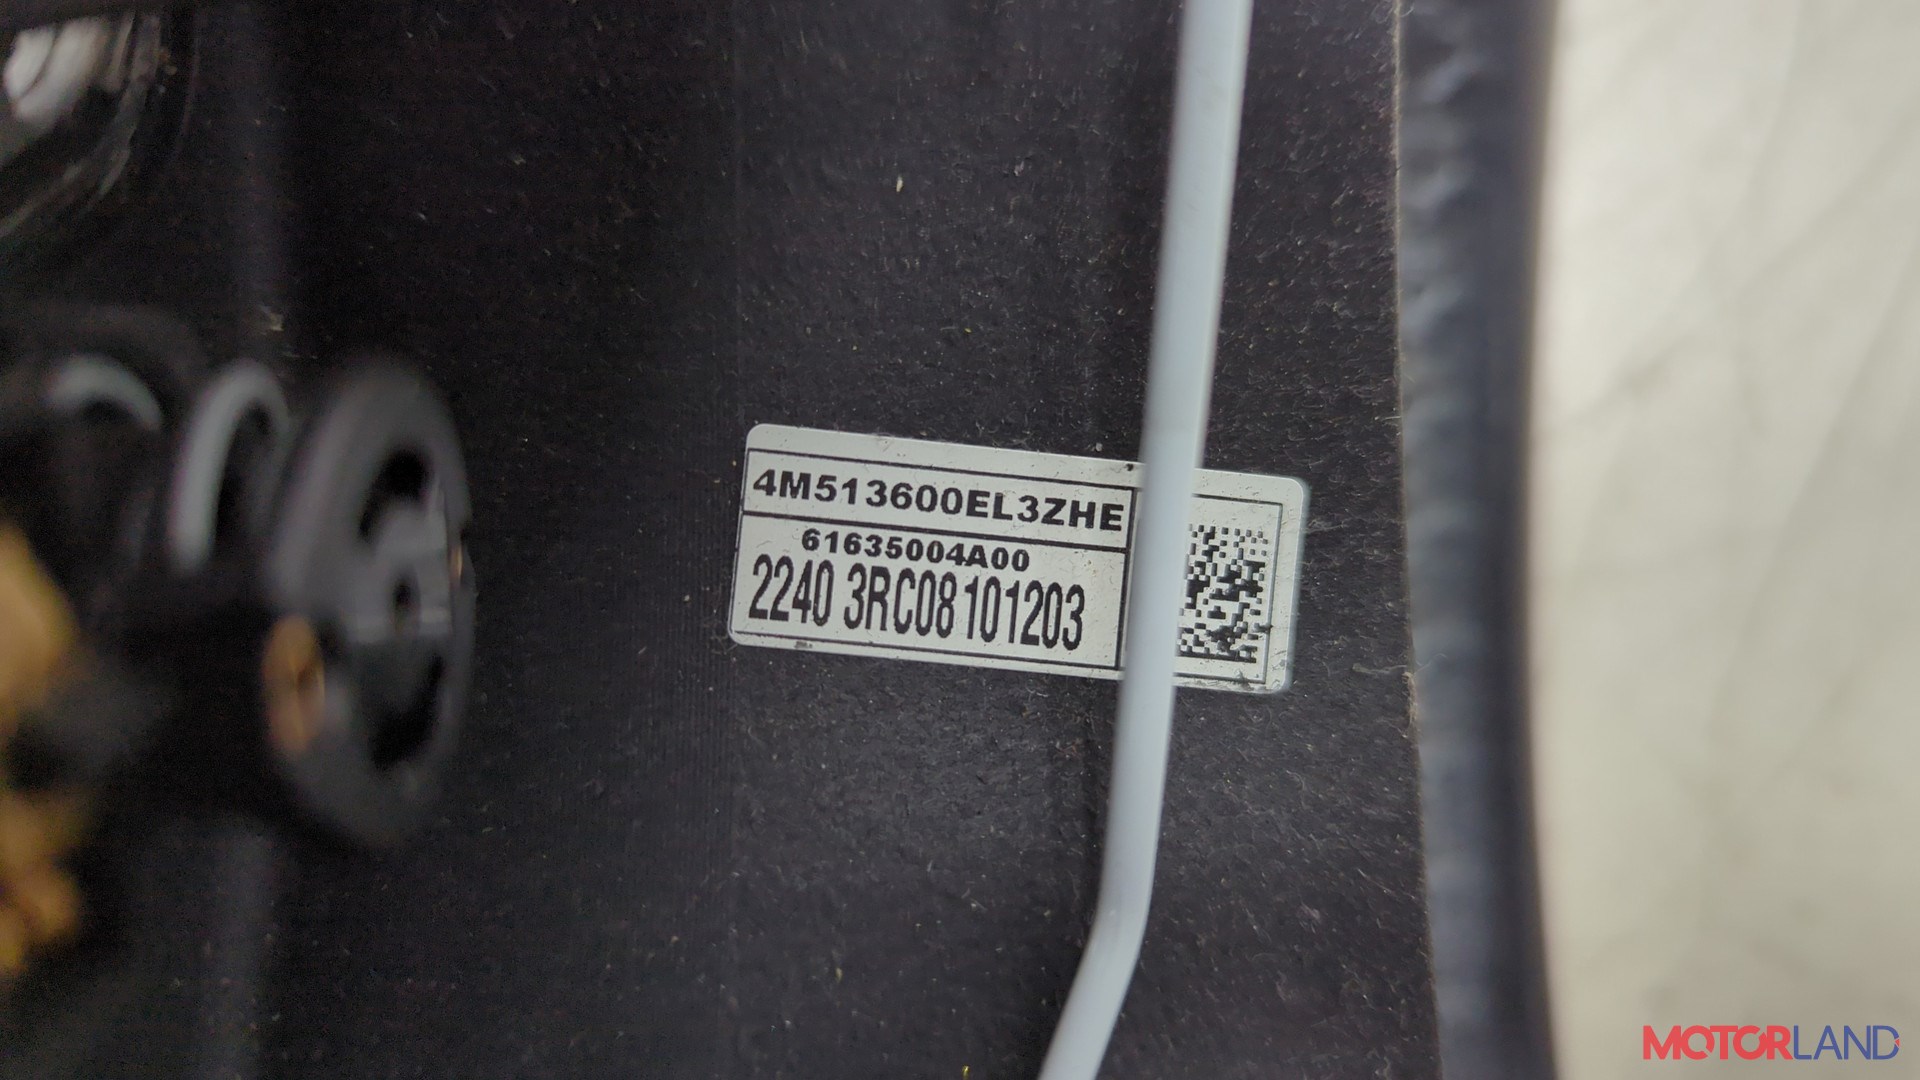 4M513600EL3ZHE
61635004A00
2240 3RC08 101203
MOTORLAND